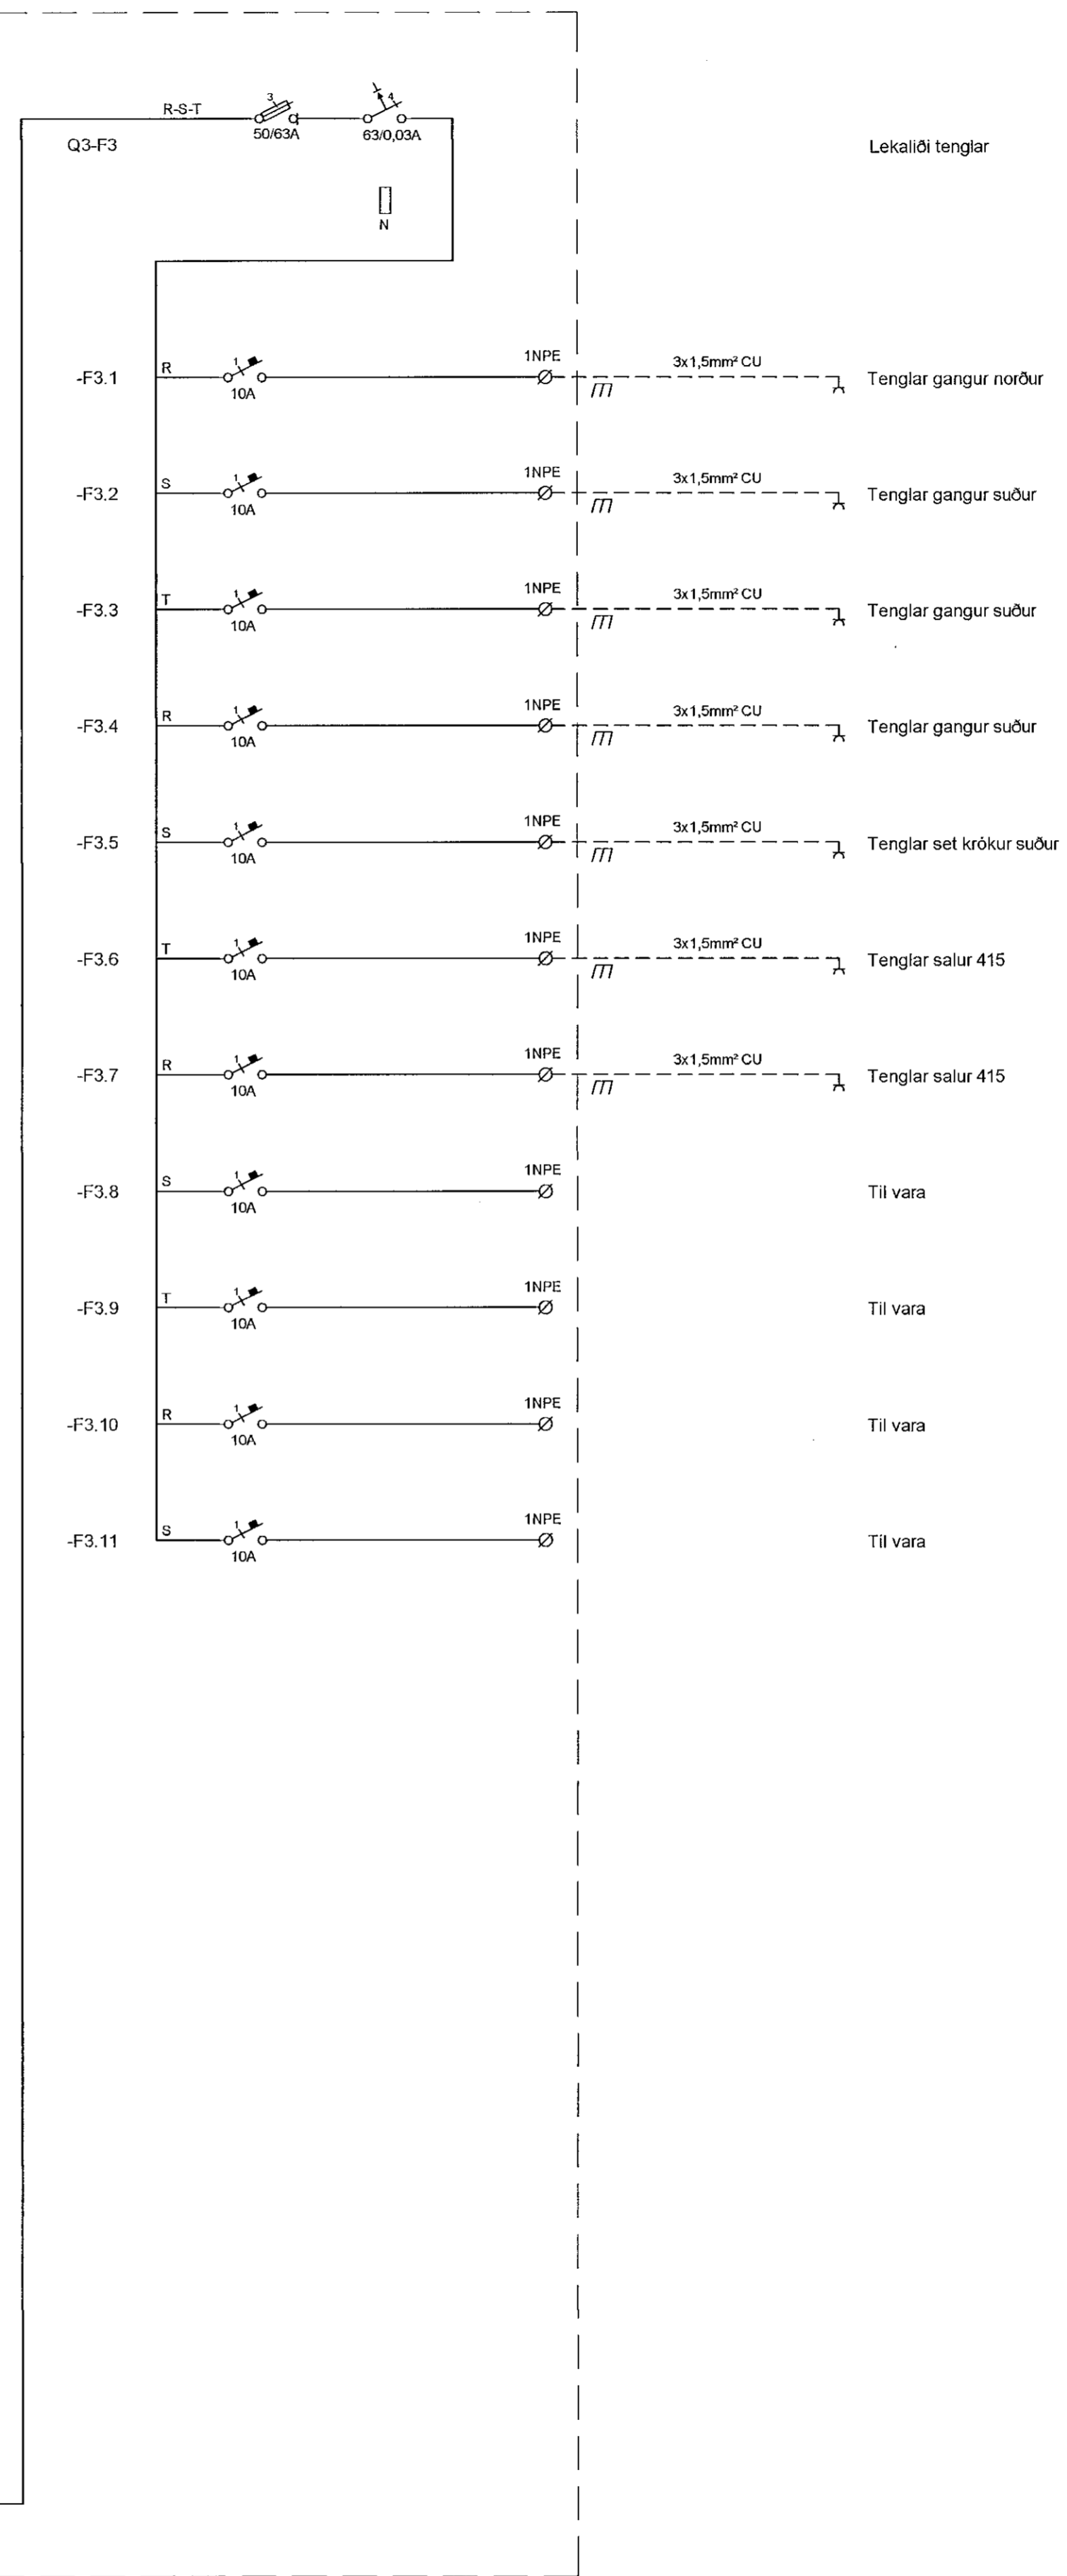 R-S-T
3
4
Q3-F3
50/63A
63/0,03A
Lekaliði tenglar
N
-F3.1 R 1 10A 1NPE 3x1,5mm² CU Tenglar gangur norður
-F3.2 S 1 10A 1NPE 3x1,5mm² CU Tenglar gangur suður
-F3.3 T 1 10A 1NPE 3x1,5mm² CU Tenglar gangur suður
-F3.4 R 1 10A 1NPE 3x1,5mm² CU Tenglar gangur suður
-F3.5 S 1 10A 1NPE 3x1,5mm² CU Tenglar set krókur suður
-F3.6 T 1 10A 1NPE 3x1,5mm² CU Tenglar salur 415
-F3.7 R 1 10A 1NPE 3x1,5mm² CU Tenglar salur 415
-F3.8 S 1 10A 1NPE Til vara
-F3.9 T 1 10A 1NPE Til vara
-F3.10 R 1 10A 1NPE Til vara
-F3.11 S 1 10A 1NPE Til vara